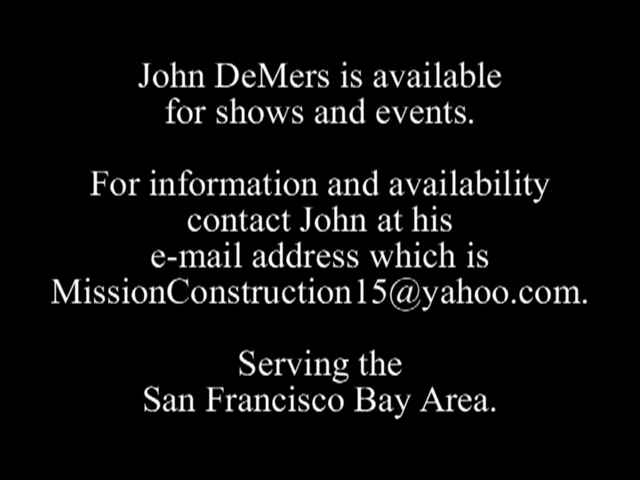 John DeMers is available
for shows and events.
For information and availability
contact John at his
e-mail address which is
MissionConstruction15@yahoo.com.
Serving the
San Francisco Bay Area.